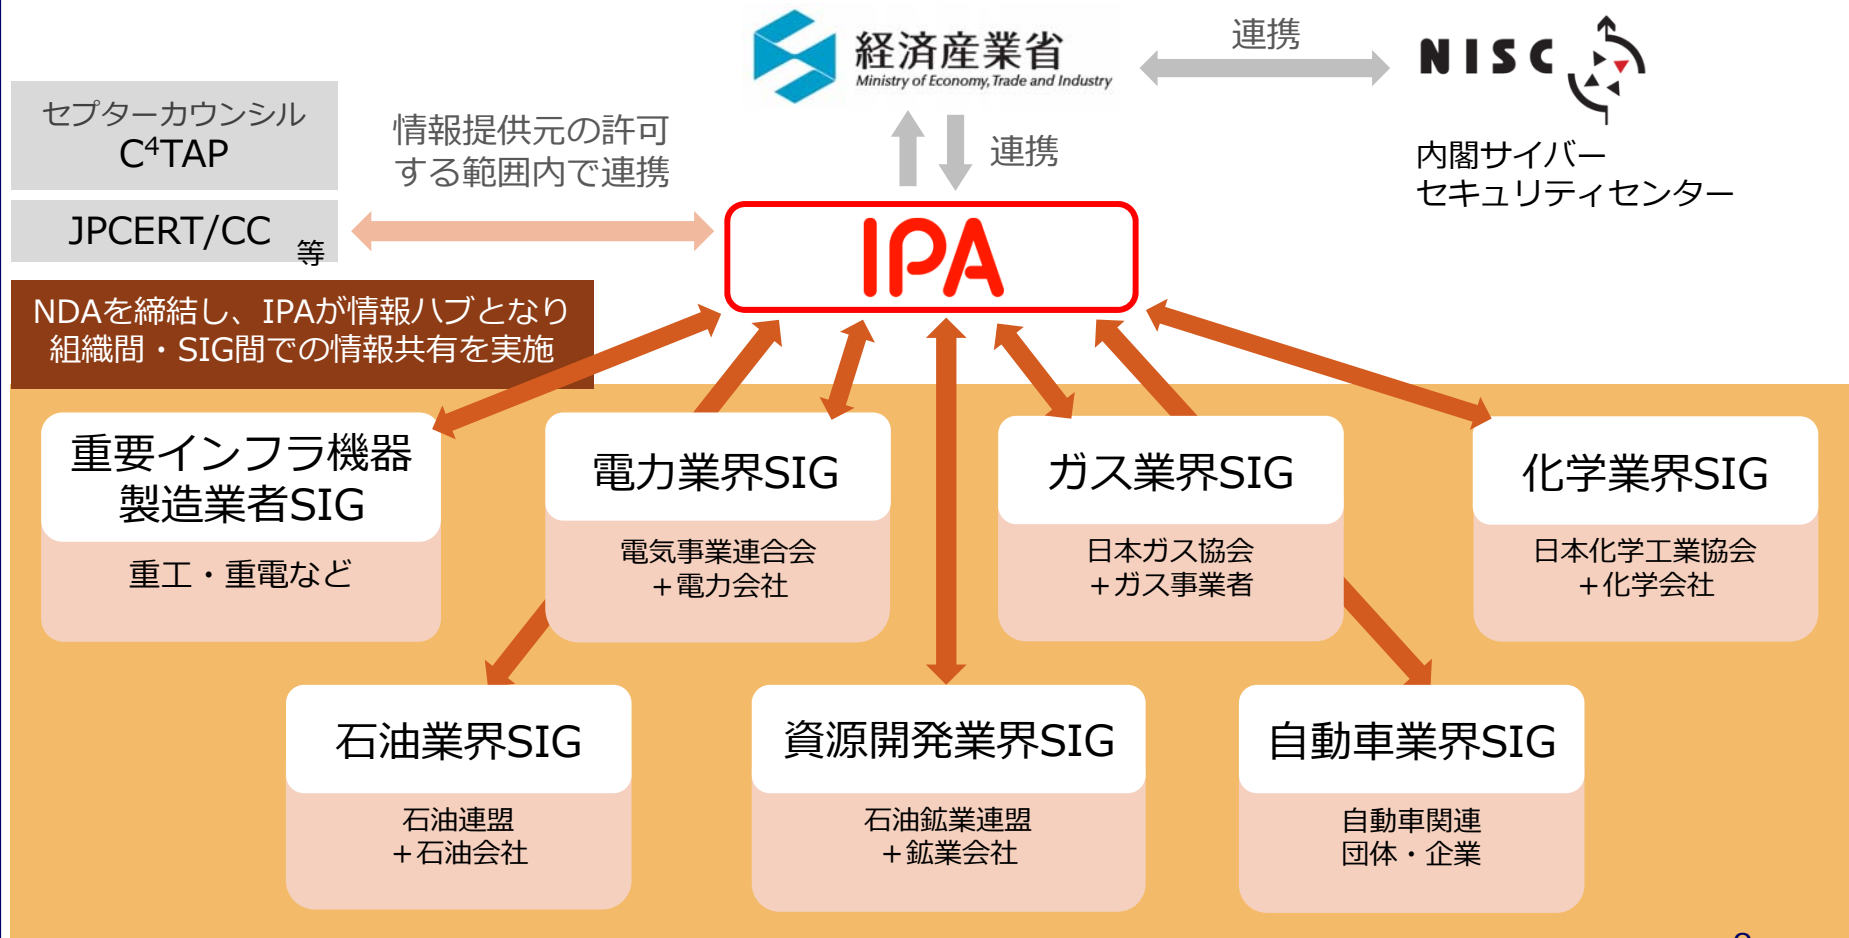 経済産業省
Ministry of Economy, Trade and Industry
連携
NISC
内閣サイバー
セキュリティセンター
セプターカウンシル
C⁴TAP
JPCERT/CC
等
情報提供元の許可
する範囲内で連携
連携
IPA
NDAを締結し、IPAが情報ハブとなり
組織間・SIG間での情報共有を実施
重要インフラ機器
製造業者SIG
重工・重電など
電力業界SIG
電気事業連合会
＋電力会社
ガス業界SIG
日本ガス協会
＋ガス事業者
化学業界SIG
日本化学工業協会
＋化学会社
石油業界SIG
石油連盟
＋石油会社
資源開発業界SIG
石油鉱業連盟
＋鉱業会社
自動車業界SIG
自動車関連
団体・企業